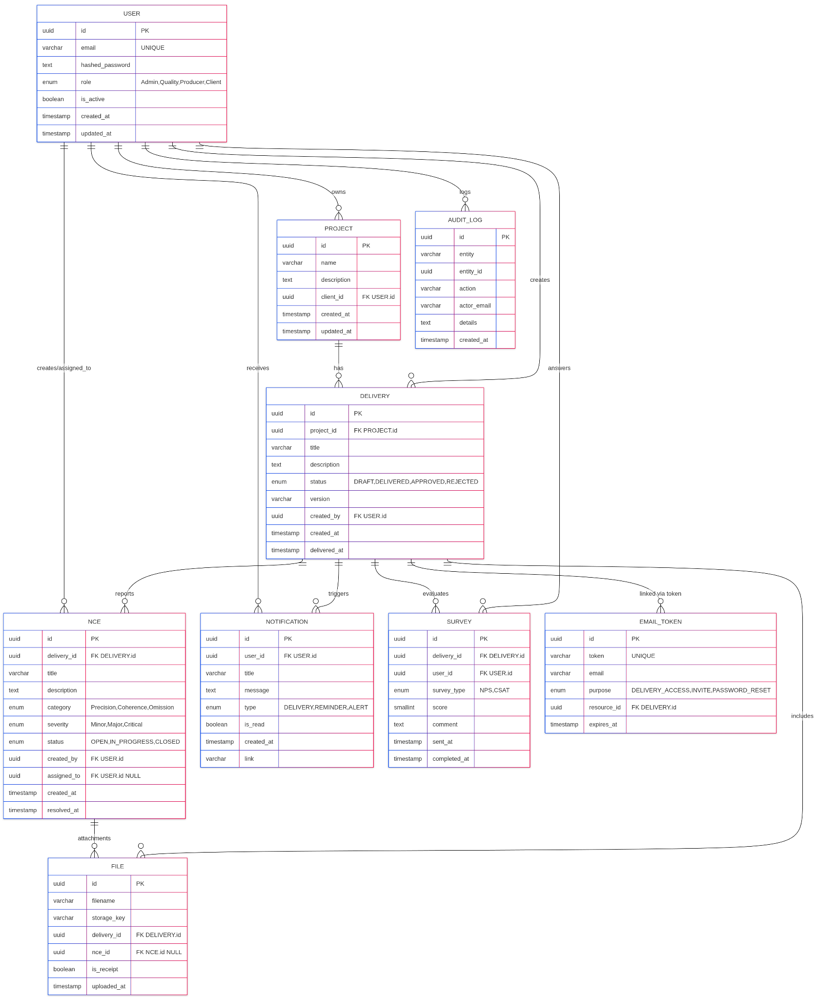 USER
uuid id PK
varchar email UNIQUE
text hashed_password
enum role Admin,Quality,Producer,Client
boolean is_active
timestamp created_at
timestamp updated_at
owns
logs
PROJECT
uuid id PK
varchar name
text description
uuid client_id FK USER.id
timestamp created_at
timestamp updated_at
AUDIT_LOG
uuid id PK
varchar entity
uuid entity_id
varchar action
varchar actor_email
text details
timestamp created_at
creates
creates/assigned_to
receives
has
answers
DELIVERY
uuid id PK
uuid project_id FK PROJECT.id
varchar title
text description
enum status DRAFT,DELIVERED,APPROVED,REJECTED
varchar version
uuid created_by FK USER.id
timestamp created_at
timestamp delivered_at
reports
triggers
evaluates
linked via token
NCE
uuid id PK
uuid delivery_id FK DELIVERY.id
varchar title
text description
enum category Precision,Coherence,Omission
enum severity Minor,Major,Critical
enum status OPEN,IN_PROGRESS,CLOSED
uuid created_by FK USER.id
uuid assigned_to FK USER.id NULL
timestamp created_at
timestamp resolved_at
NOTIFICATION
uuid id PK
uuid user_id FK USER.id
varchar title
text message
enum type DELIVERY,REMINDER,ALERT
boolean is_read
timestamp created_at
varchar link
SURVEY
uuid id PK
uuid delivery_id FK DELIVERY.id
uuid user_id FK USER.id
enum survey_type NPS,CSAT
smallint score
text comment
timestamp sent_at
timestamp completed_at
EMAIL_TOKEN
uuid id PK
varchar token UNIQUE
varchar email
enum purpose DELIVERY_ACCESS,INVITE,PASSWORD_RESET
uuid resource_id FK DELIVERY.id
timestamp expires_at
includes
attachments
FILE
uuid id PK
varchar filename
varchar storage_key
uuid delivery_id FK DELIVERY.id
uuid nce_id FK NCE.id NULL
boolean is_receipt
timestamp uploaded_at